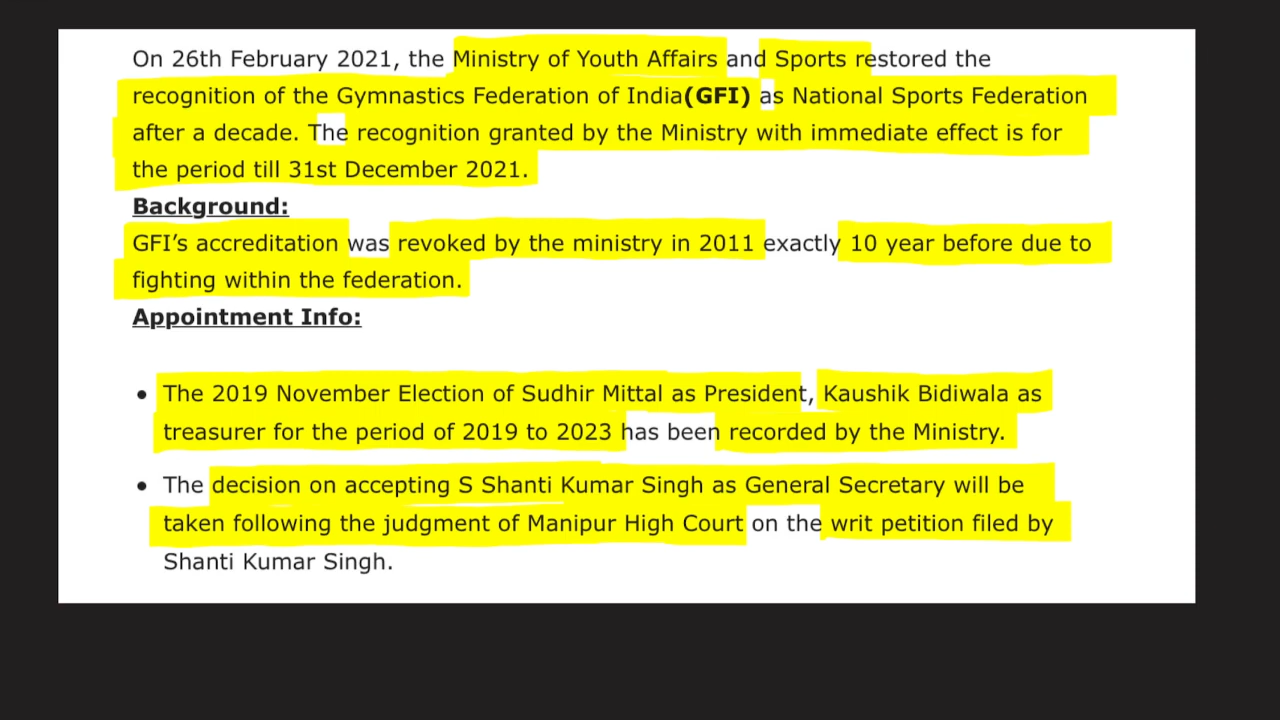 On 26th February 2021, the Ministry of Youth Affairs and Sports restored the
recognition of the Gymnastics Federation of India(GFI) as National Sports Federation
after a decade. The recognition granted by the Ministry with immediate effect is for
the period till 31st December 2021.
Background:
GFI’s accreditation was revoked by the ministry in 2011 exactly 10 year before due to
fighting within the federation.
Appointment Info:
• The 2019 November Election of Sudhir Mittal as President, Kaushik Bidiwala as
treasurer for the period of 2019 to 2023 has been recorded by the Ministry.
• The decision on accepting S Shanti Kumar Singh as General Secretary will be
taken following the judgment of Manipur High Court on the writ petition filed by
Shanti Kumar Singh.